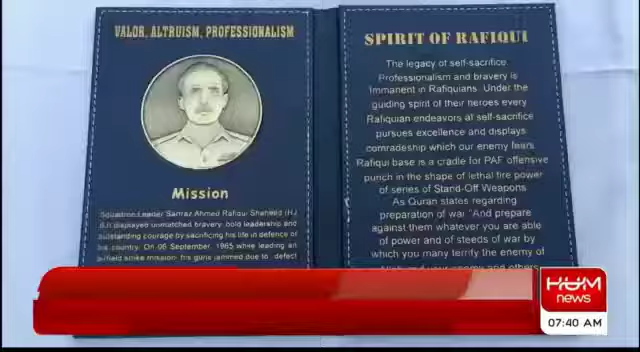 VALOR, ALTRUISM, PROFESSIONALISM
Mission
Squadron Leader Sarfraz Ahmed Rafiqui Shaheed (HJ
displayed unmatched bravery, bold leadership and
outstanding courage by sacrificing his life in defence of
his country. On 06 September, 1965 while leading an
airfield strike mission, his guns jammed due to defect
SPIRIT OF RAFIQUI
The legacy of self-sacrifice.
Professionalism and bravery is
Immanent in Rafiquians. Under the
guiding spirit of their heroes every
Rafiquian endeavors at self-sacrifice
pursues excellence and displays
comradeship which our enemy fears
Rafiqui base is a cradle for PAF offensive
punch in the shape of lethal fire power
of series of Stand-Off Weapons
As Quran states regarding
preparation of war "And prepare
against them whatever you are able
of power and of steeds of war by
which you many terrify the enemy of
HUM
news
07:40 AM